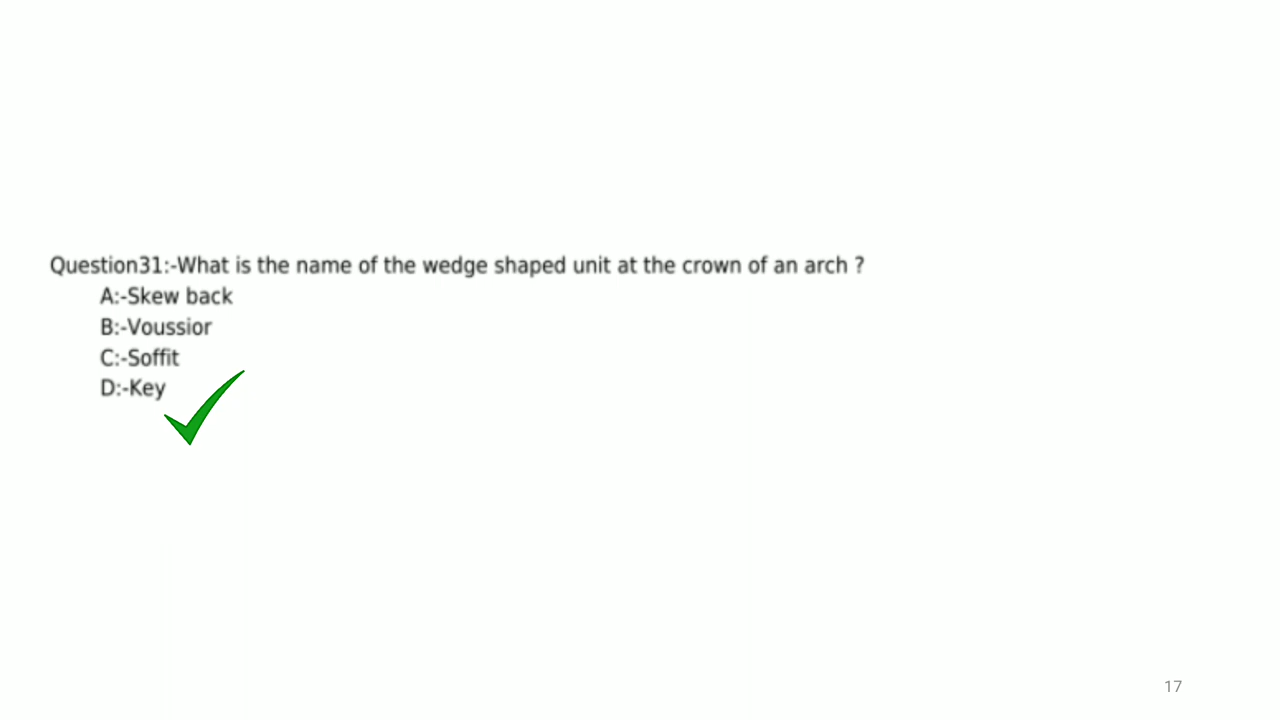 Question31:-What is the name of the wedge shaped unit at the crown of an arch ?
A:-Skew back
B:-Voussior
C:-Soffit
D:-Key
17